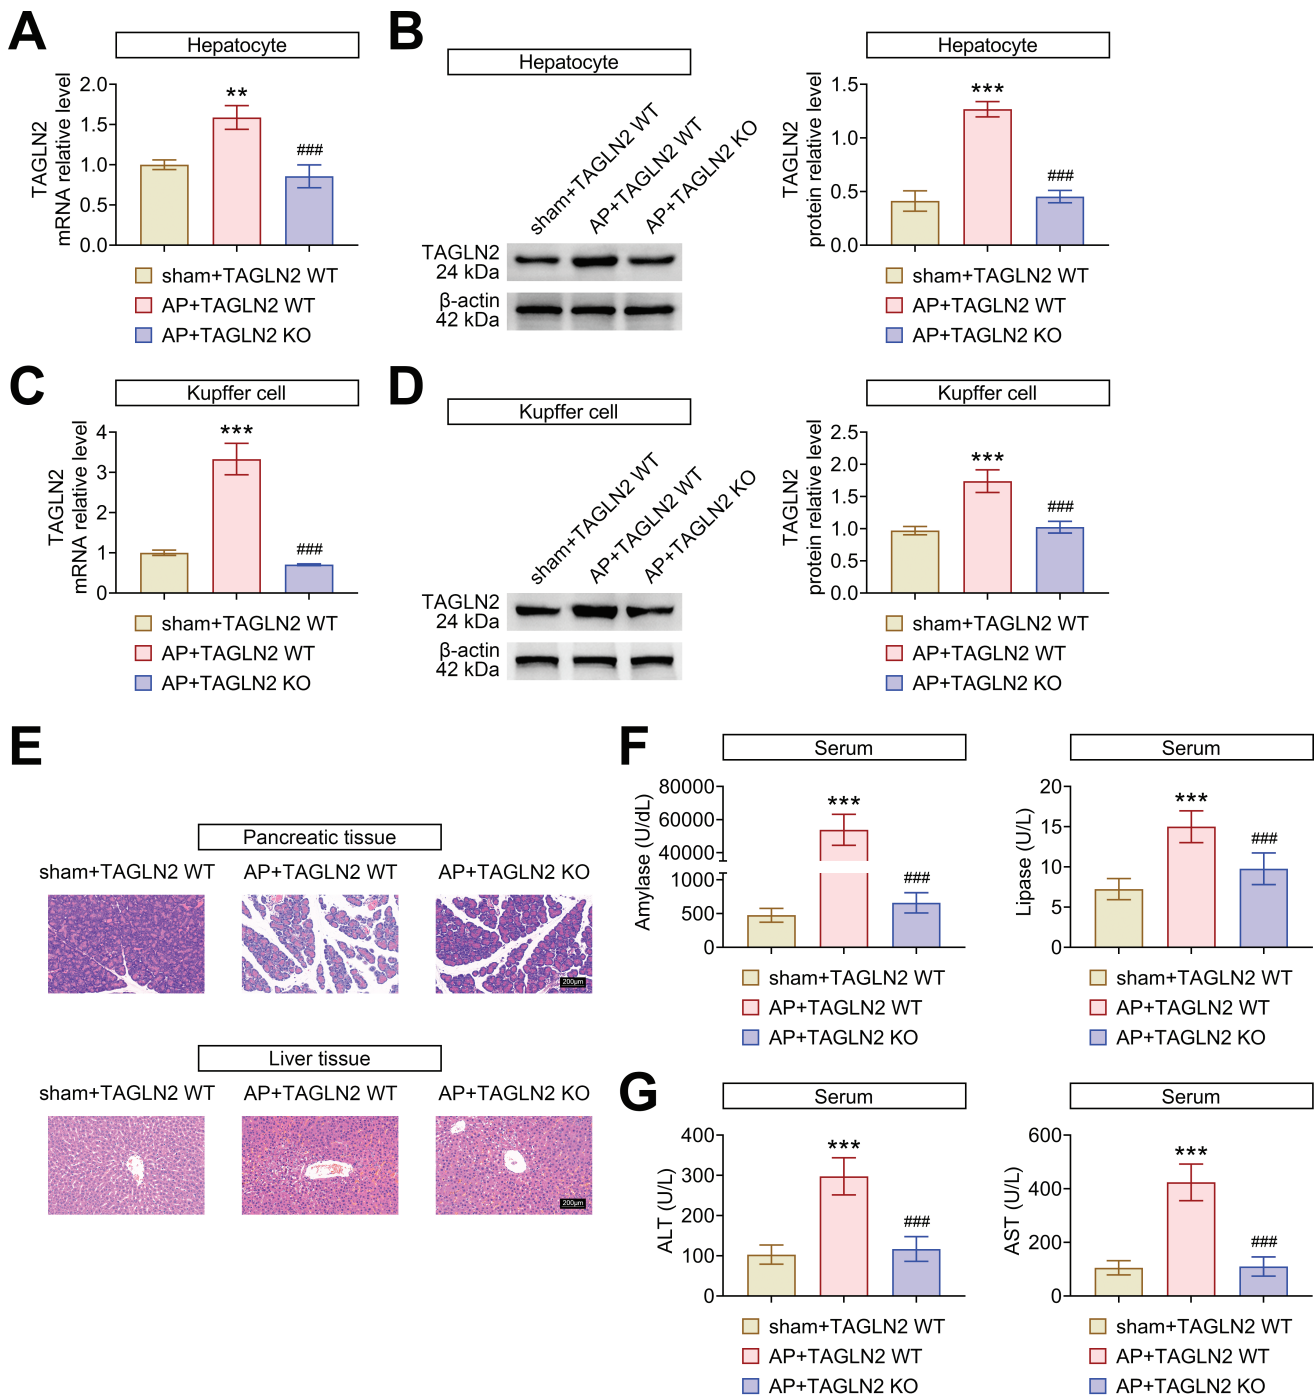 A
Hepatocyte
TAGLN2
mRNA relative level
2.0
1.5
1.0
0.5
0.0
**
###
sham+TAGLN2 WT
AP+TAGLN2 WT
AP+TAGLN2 KO
B
Hepatocyte
sham+TAGLN2 WT
AP+TAGLN2 WT
AP+TAGLN2 KO
TAGLN2
24 kDa
β-actin
42 kDa
Hepatocyte
TAGLN2
protein relative level
1.5
1.0
0.5
0.0
***
###
sham+TAGLN2 WT
AP+TAGLN2 WT
AP+TAGLN2 KO
C
Kupffer cell
TAGLN2
mRNA relative level
4
3
2
1
0
***
###
sham+TAGLN2 WT
AP+TAGLN2 WT
AP+TAGLN2 KO
D
Kupffer cell
sham+TAGLN2 WT
AP+TAGLN2 WT
AP+TAGLN2 KO
TAGLN2
24 kDa
β-actin
42 kDa
Kupffer cell
TAGLN2
protein relative level
2.5
2.0
1.5
1.0
0.5
0.0
***
###
sham+TAGLN2 WT
AP+TAGLN2 WT
AP+TAGLN2 KO
E
Pancreatic tissue
sham+TAGLN2 WT
AP+TAGLN2 WT
AP+TAGLN2 KO
200μm
Liver tissue
sham+TAGLN2 WT
AP+TAGLN2 WT
AP+TAGLN2 KO
200μm
F
Serum
Amylase (U/dL)
80000
60000
40000
1000
500
0
***
###
sham+TAGLN2 WT
AP+TAGLN2 WT
AP+TAGLN2 KO
Serum
Lipase (U/L)
20
15
10
5
0
***
###
sham+TAGLN2 WT
AP+TAGLN2 WT
AP+TAGLN2 KO
G
Serum
ALT (U/L)
400
300
200
100
0
***
###
sham+TAGLN2 WT
AP+TAGLN2 WT
AP+TAGLN2 KO
Serum
AST (U/L)
600
400
200
0
***
###
sham+TAGLN2 WT
AP+TAGLN2 WT
AP+TAGLN2 KO